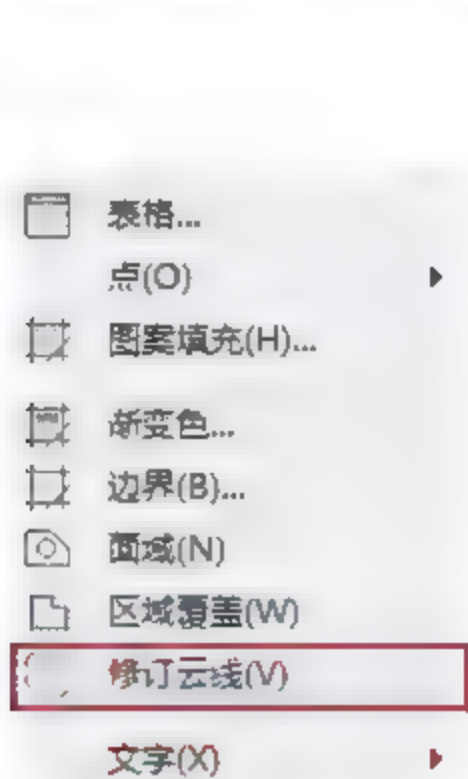 表格...
点(O)
图案填充(H)...
渐变色...
边界(B)...
面域(N)
区域覆盖(W)
修订云线(V)
文字(X)